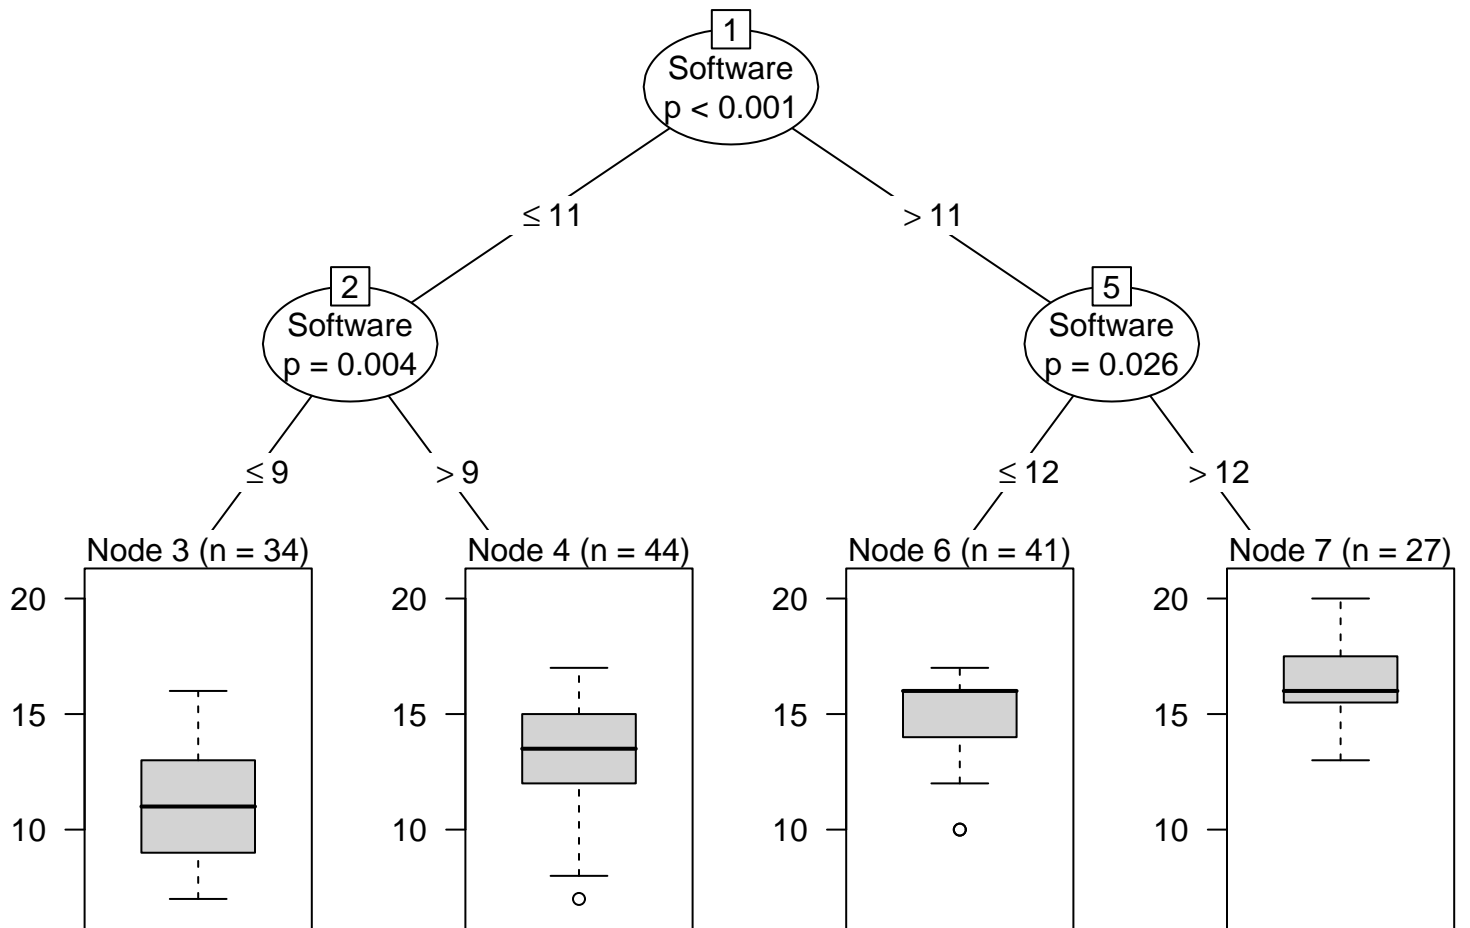 1
Software
p < 0.001
≤ 11
> 11
2
Software
p = 0.004
5
Software
p = 0.026
≤ 9
> 9
≤ 12
> 12
Node 3 (n = 34)
Node 4 (n = 44)
Node 6 (n = 41)
Node 7 (n = 27)
20
15
10
20
15
10
20
15
10
20
15
10